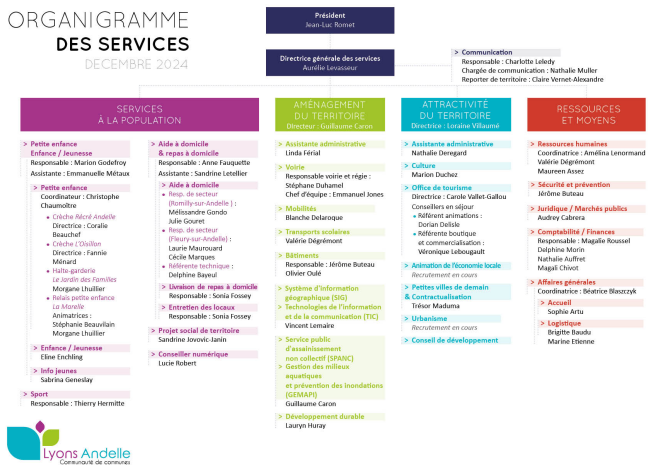 ORGANIGRAMME
DES SERVICES
DECEMBRE 2024
Président
Jean-Luc Romet
Directrice générale des services
Aurélie Levasseur
> Communication
Responsable : Charlotte Leledy
Chargée de communication : Nathalie Muller
Reporter de territoire : Claire Vernet-Alexandre
SERVICES
À LA POPULATION
> Petite enfance
Enfance / Jeunesse
Responsable : Marion Godefroy
Assistante : Emmanuelle Métaux
> Petite enfance
Coordinateur : Christophe
Chaumoître
• Crèche Récré Andelle
Directrice : Coralie
Beauchef
• Crèche L'Oisillon
Directrice : Fannie
Ménard
• Halte-garderie
Le Jardin des Familles
Morgane Lhuillier
• Relais petite enfance
La Marelle
Animatrices :
Stéphanie Beauvilain
Morgane Lhuillier
> Enfance / Jeunesse
Eline Enchling
> Info jeunes
Sabrina Geneslay
> Sport
Responsable : Thierry Hermitte
> Aide à domicile
& repas à domicile
Responsable : Anne Fauquette
Assistante : Sandrine Letellier
> Aide à domicile
• Resp. de secteur
(Romilly-sur-Andelle) :
Mélissandre Gondo
Julie Gouret
• Resp. de secteur
(Fleury-sur-Andelle) :
Laurie Maurouard
Cécile Marques
• Référente technique :
Delphine Bayeul
> Livraison de repas à domicile
Responsable : Sonia Fossey
> Entretien des locaux
Responsable : Sonia Fossey
> Projet social de territoire
Sandrine Jovovic-Janin
> Conseiller numérique
Lucie Robert
AMÉNAGEMENT
DU TERRITOIRE
Directeur : Guillaume Caron
> Assistante administrative
Linda Férial
> Voirie
Responsable voirie et régie :
Stéphane Duhamel
Chef d'équipe : Emmanuel Jones
> Mobilités
Blanche Delaroque
> Transports scolaires
Valérie Dégrémont
> Bâtiments
Responsable : Jérôme Buteau
Olivier Oulé
> Système d'information
géographique (SIG)
> Technologies de l'information
et de la communication (TIC)
Vincent Lemaire
> Service public
d'assainissement
non collectif (SPANC)
> Gestion des milieux
aquatiques
et prévention des inondations
(GEMAPI)
Guillaume Caron
> Développement durable
Lauryn Huray
ATTRACTIVITÉ
DU TERRITOIRE
Directrice : Loraine Villaumé
> Assistante administrative
Nathalie Deregard
> Culture
Marion Duchez
> Office de tourisme
Directrice : Carole Vallet-Gallou
Conseillers en séjour
• Référent animations :
Dorian Delisle
• Référente boutique
et commercialisation :
Véronique Lebougault
> Animation de l'économie locale
Recrutement en cours
> Petites villes de demain
& Contractualisation
Trésor Maduma
> Urbanisme
Recrutement en cours
> Conseil de développement
RESSOURCES
ET MOYENS
> Ressources humaines
Coordinatrice : Amélina Lenormand
Valérie Dégrémont
Maureen Assez
> Sécurité et prévention
Jérôme Buteau
> Juridique / Marchés publics
Audrey Cabrera
> Comptabilité / Finances
Responsable : Magalie Roussel
Delphine Morin
Nathalie Auffret
Magali Chivot
> Affaires générales
Coordinatrice : Béatrice Blaszczyk
> Accueil
Sophie Artu
> Logistique
Brigitte Baudu
Marine Etienne
Lyons Andelle
Communauté de communes